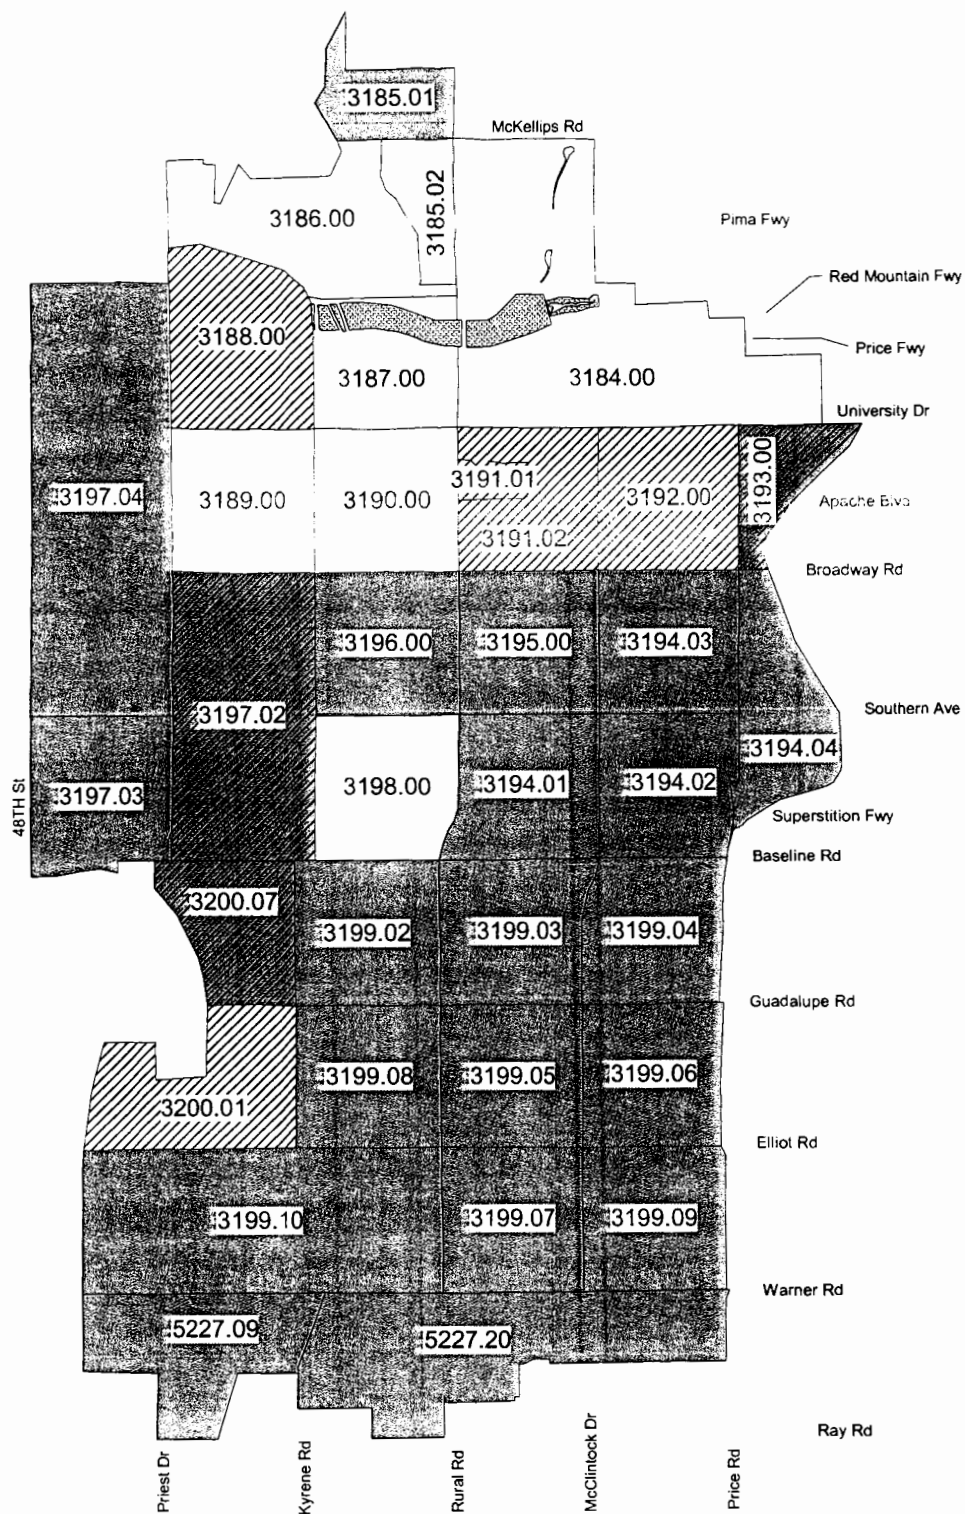 3185.01
McKellips Rd
3185.02
3186.00
Pima Fwy
Red Mountain Fwy
3188.00
Price Fwy
3187.00
3184.00
University Dr
3193.00
3191.01
3197.04
3189.00
3190.00
3192.00
Apache Blvd
3191.02
Broadway Rd
3196.00
3195.00
3194.03
Southern Ave
3197.02
3194.04
3194.01
3194.02
3198.00
3197.03
48TH St
Superstition Fwy
Baseline Rd
3200.07
3199.02
3199.03
3199.04
Guadalupe Rd
3199.08
3199.05
3199.06
3200.01
Elliot Rd
3199.10
3199.07
3199.09
Warner Rd
5227.09
5227.20
Ray Rd
Priest Dr
Kyrene Rd
Rural Rd
McClintock Dr
Price Rd